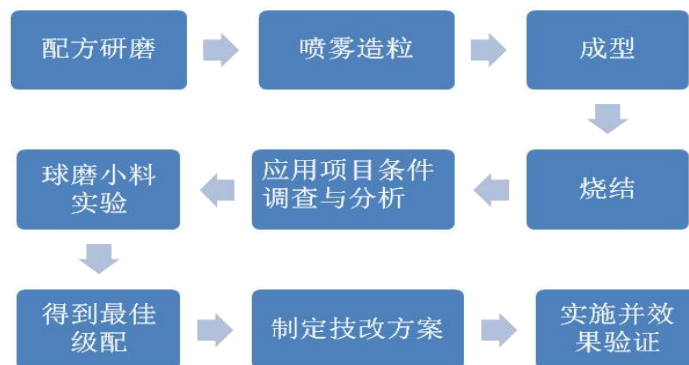 配方研磨
喷雾造粒
成型
烧结
应用项目条件
调查与分析
球磨小料
实验
得到最佳
级配
制定技改方案
实施并效
果验证